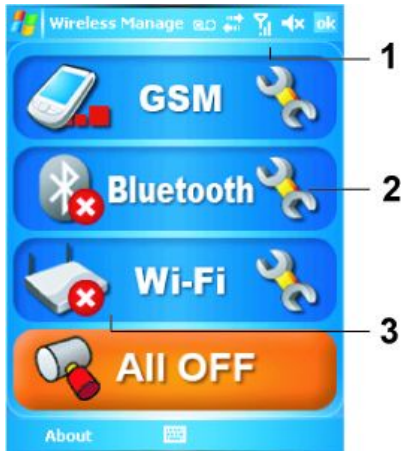 Wireless Manage ok
1
GSM
Bluetooth
2
Wi-Fi
3
All OFF
About